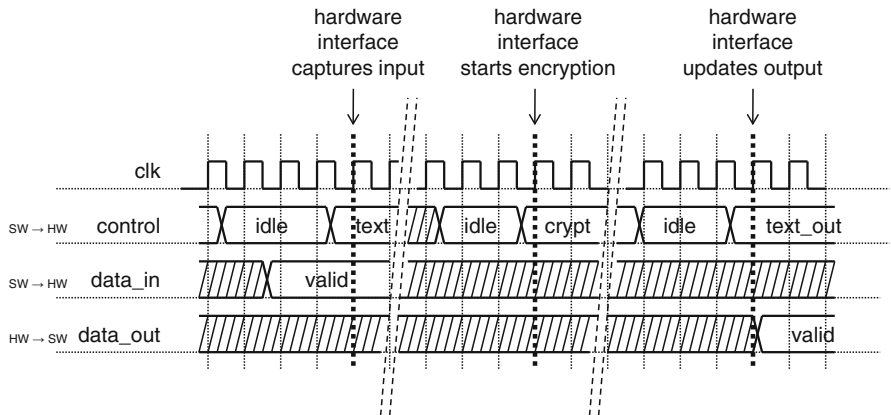 hardware
interface
captures input
hardware
interface
starts encryption
hardware
interface
updates output
clk
SW → HW control idle text idle crypt idle text_out
SW → HW data_in valid
HW → SW data_out valid